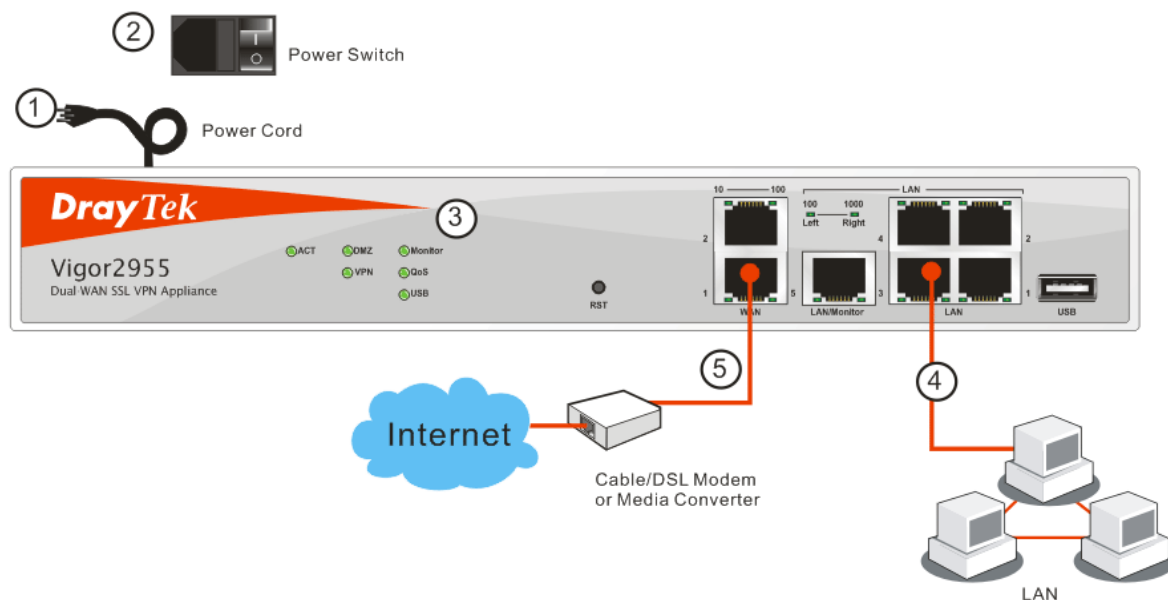 2
Power Switch
1
Power Cord
DrayTek
3
ACT
DMZ
Monitor
VPN
QoS
USB
Vigor2955
Dual-WAN SSL VPN Appliance
RST
10 100
2
1
WAN
LAN
100 1000
Left Right
5
LAN/Monitor
4
2
3
1
LAN
USB
5
4
Internet
Cable/DSL Modem
or Media Converter
LAN